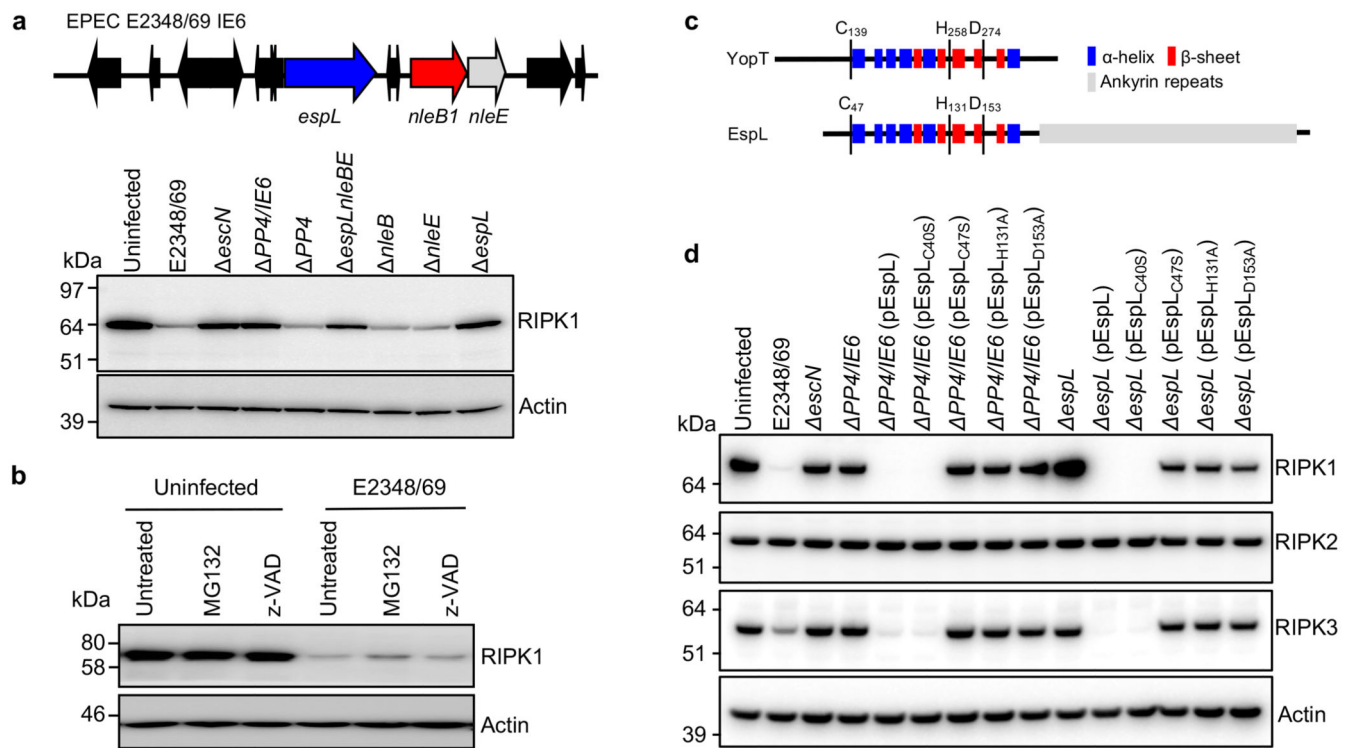 a
EPEC E2348/69 IE6
espL
nleB1
nleE
Uninfected
E2348/69
ΔescN
ΔPP4/IE6
ΔPP4
ΔespLnleBE
ΔnleB
ΔnleE
ΔespL
kDa
97
64
51
RIPK1
39
Actin
b
Uninfected
E2348/69
Untreated
MG132
z-VAD
Untreated
MG132
z-VAD
kDa
80
58
RIPK1
46
Actin
c
C139
H258D274
YopT
α-helix
β-sheet
Ankyrin repeats
C47
H131D153
EspL
d
Uninfected
E2348/69
ΔescN
ΔPP4/IE6
ΔPP4/IE6 (pEspL)
ΔPP4/IE6 (pEspLC40S)
ΔPP4/IE6 (pEspLC47S)
ΔPP4/IE6 (pEspLH131A)
ΔPP4/IE6 (pEspLD153A)
ΔespL
ΔespL (pEspL)
ΔespL (pEspLC40S)
ΔespL (pEspLC47S)
ΔespL (pEspLH131A)
ΔespL (pEspLD153A)
kDa
64
RIPK1
64
51
RIPK2
64
51
RIPK3
39
Actin